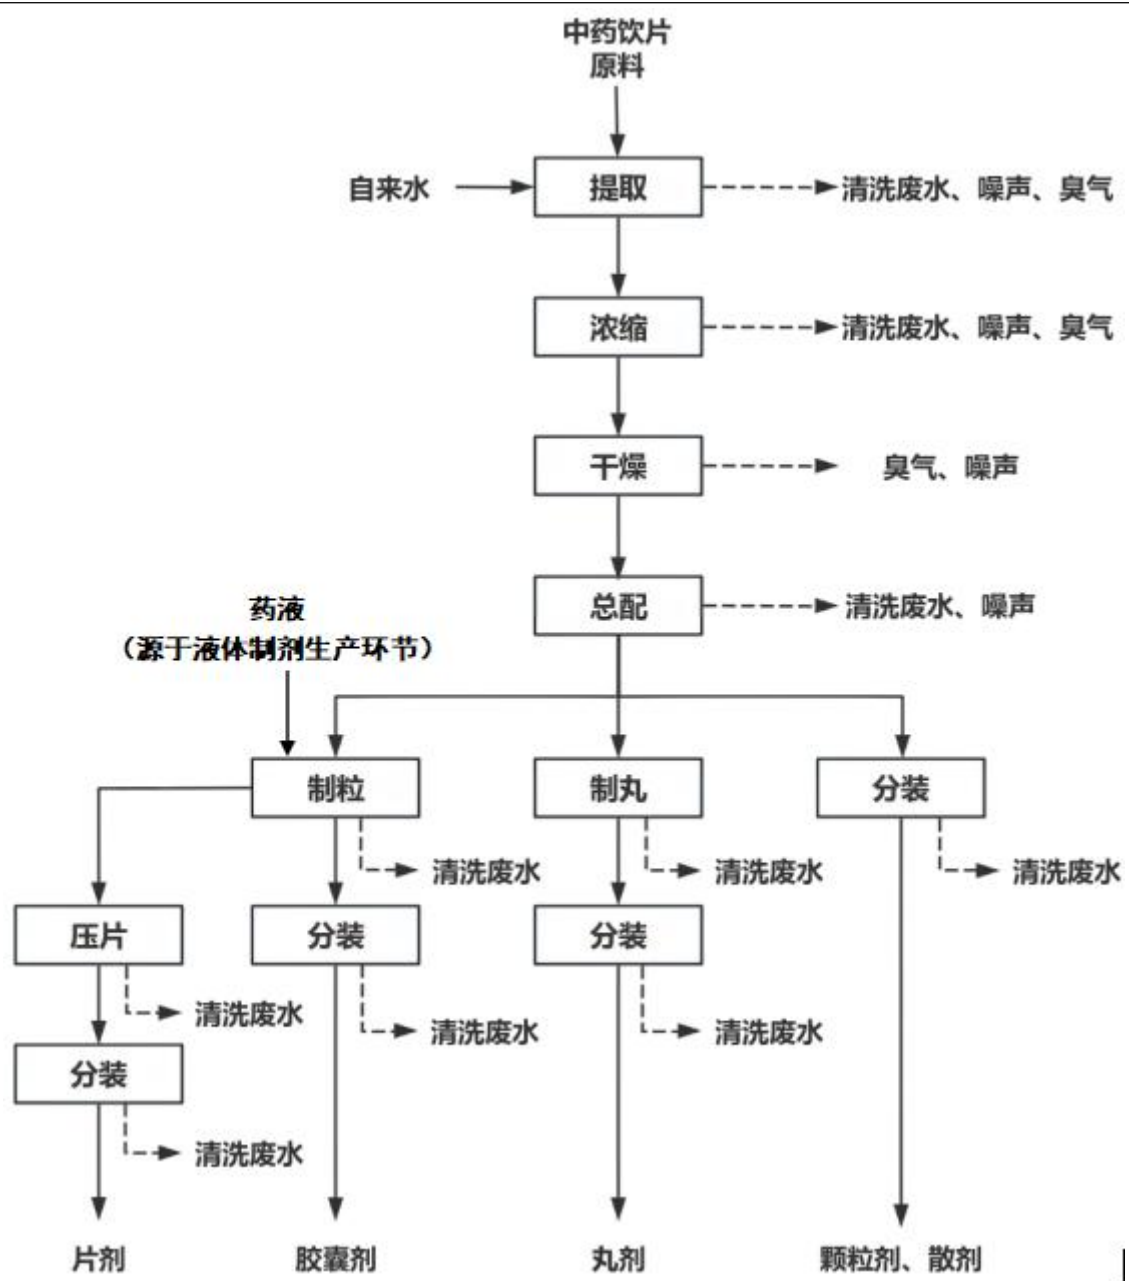 中药饮片
原料
自来水
提取
清洗废水、噪声、臭气
浓缩
清洗废水、噪声、臭气
干燥
臭气、噪声
总配
清洗废水、噪声
药液
（源于液体制剂生产环节）
制粒
制丸
分装
清洗废水
清洗废水
清洗废水
压片
分装
分装
清洗废水
清洗废水
清洗废水
分装
清洗废水
片剂
胶囊剂
丸剂
颗粒剂、散剂